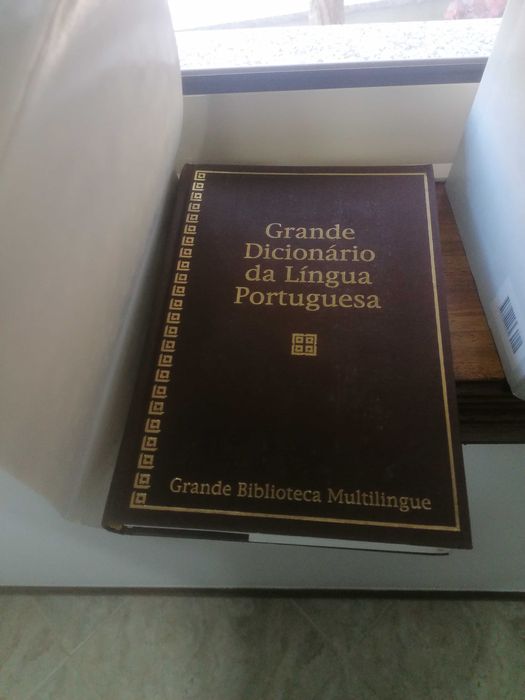 Grande
Dicionário
da Língua
Portuguesa
Grande Biblioteca Multilingue